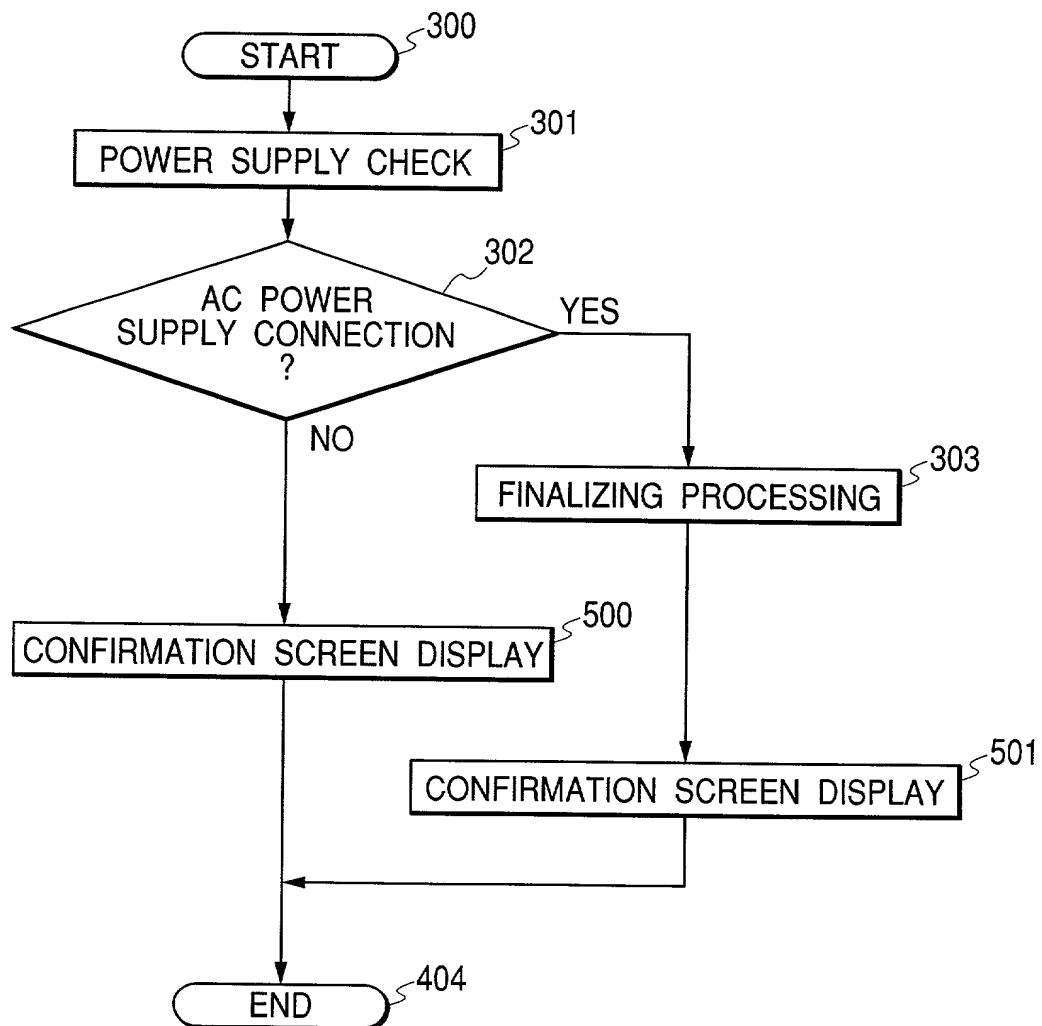 START
300
POWER SUPPLY CHECK
301
302
AC POWER
SUPPLY CONNECTION
?
YES
NO
FINALIZING PROCESSING
303
CONFIRMATION SCREEN DISPLAY
500
CONFIRMATION SCREEN DISPLAY
501
END
404